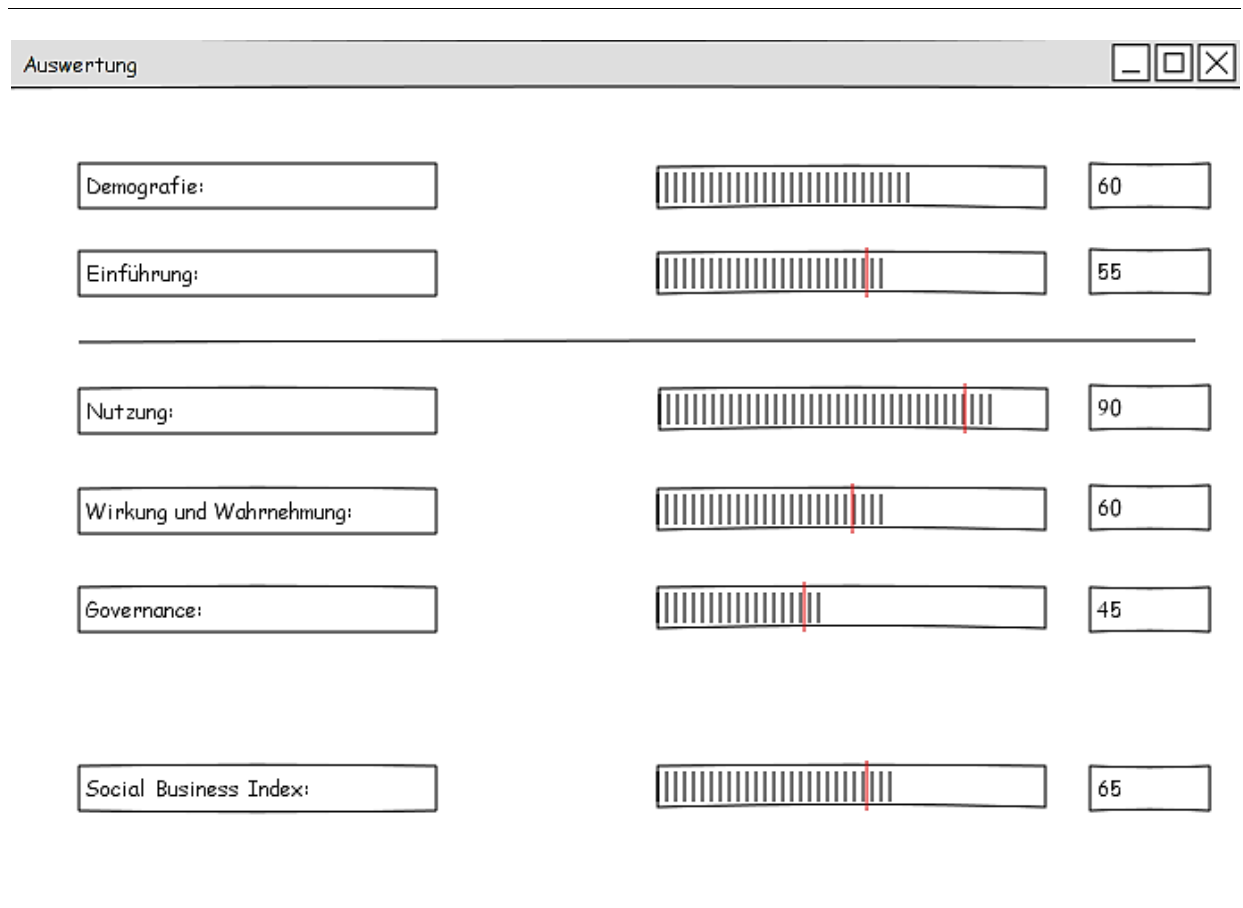 Auswertung
Demografie: 60
Einführung: 55
Nutzung: 90
Wirkung und Wahrnehmung: 60
Governance: 45
Social Business Index: 65